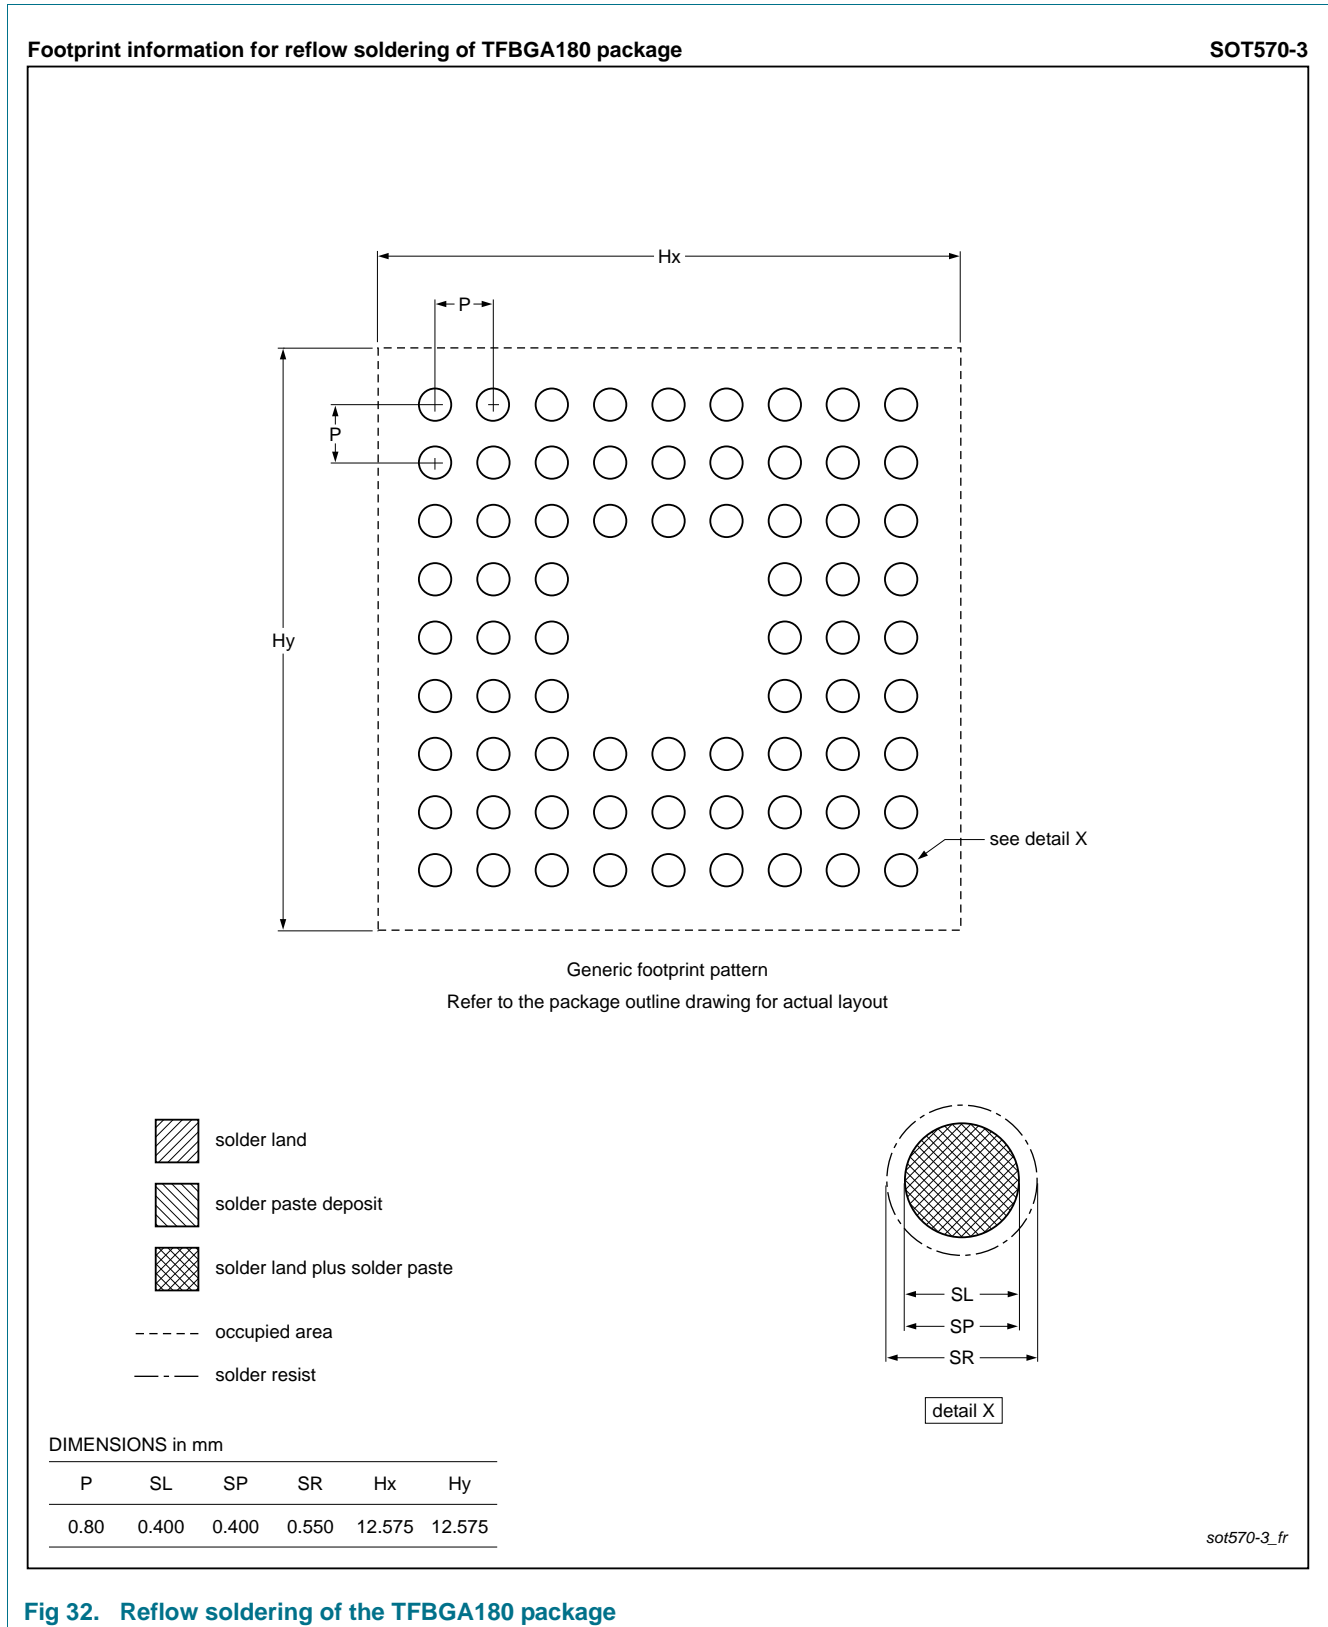 Footprint information for reflow soldering of TFBGA180 package SOT570-3
Hx
P
P
Hy
see detail X
Generic footprint pattern
Refer to the package outline drawing for actual layout
solder land
solder paste deposit
solder land plus solder paste
occupied area
solder resist
SL
SP
SR
detail X
DIMENSIONS in mm
P SL SP SR Hx Hy
0.80 0.400 0.400 0.550 12.575 12.575
sot570-3_fr
Fig 32. Reflow soldering of the TFBGA180 package